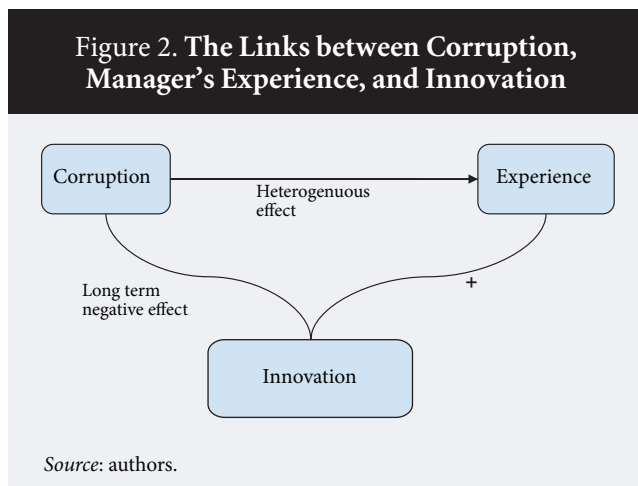 Figure 2. The Links between Corruption,
Manager's Experience, and Innovation
Corruption
Experience
Heterogenuous
effect
Long term
negative effect
+
Innovation
Source: authors.